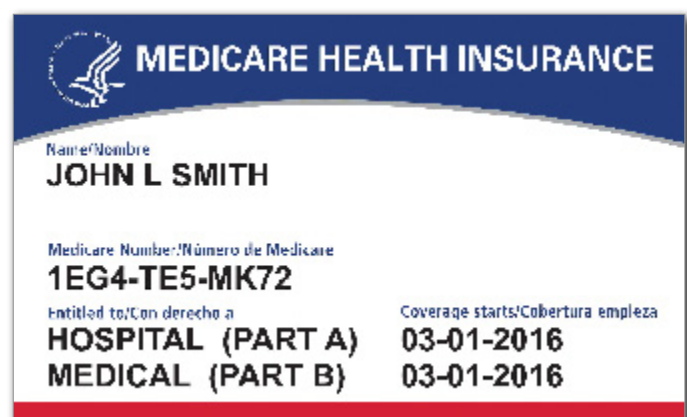 MEDICARE HEALTH INSURANCE
Name/Nombre
JOHN L SMITH
Medicare Number/Número de Medicare
1EG4-TE5-MK72
Entitled to/Con derecho a Coverage starts/Cobertura empieza
HOSPITAL (PART A) 03-01-2016
MEDICAL (PART B) 03-01-2016